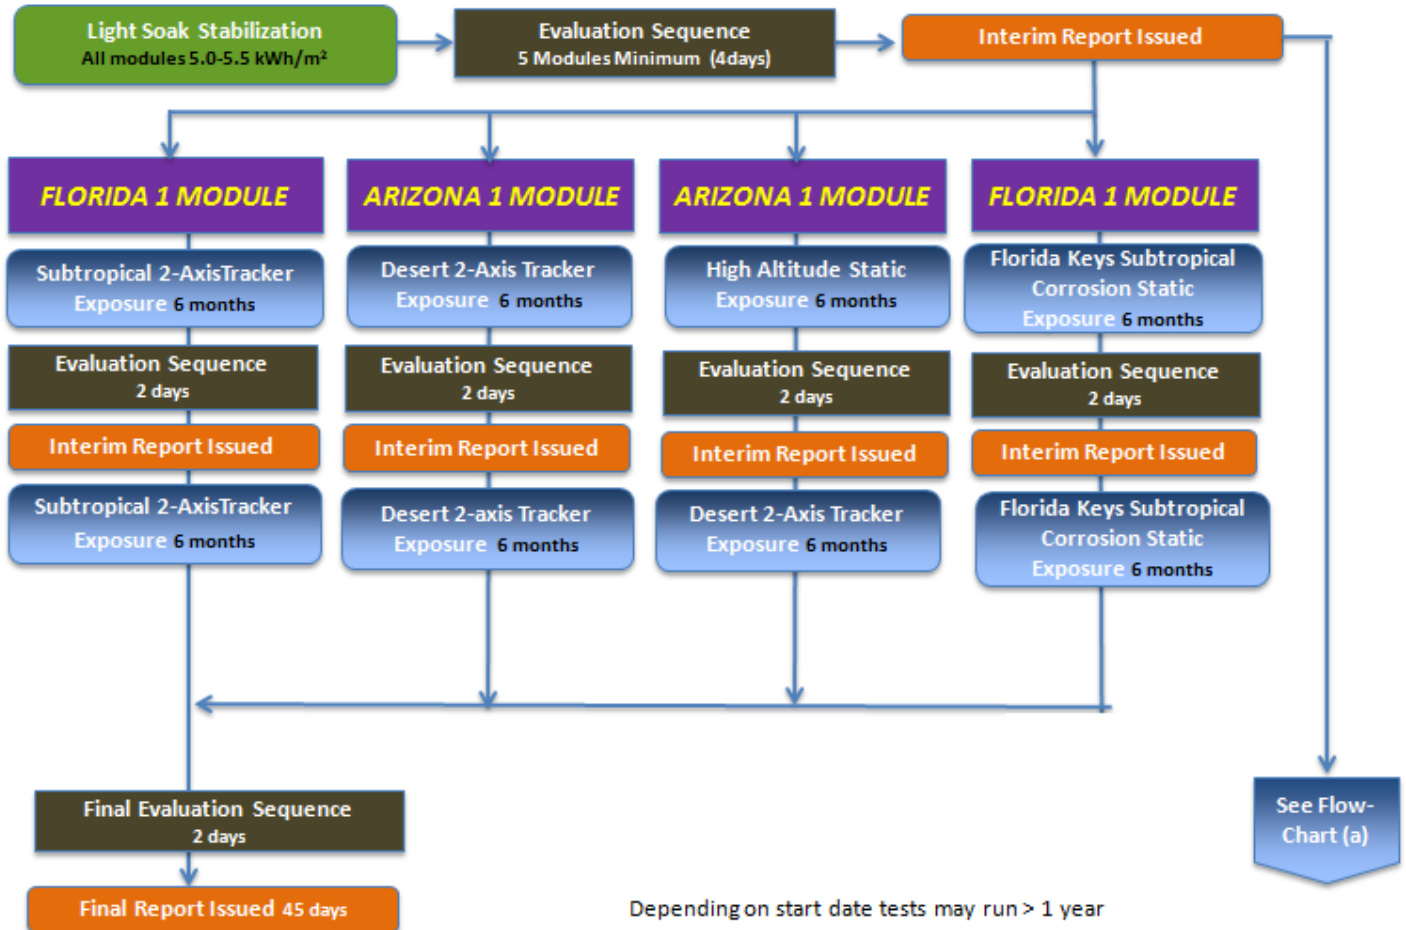 Light Soak Stabilization
All modules 5.0-5.5 kWh/m²
Evaluation Sequence
5 Modules Minimum (4days)
Interim Report Issued
FLORIDA 1 MODULE
Subtropical 2-AxisTracker
Exposure 6 months
Evaluation Sequence
2 days
Interim Report Issued
Subtropical 2-AxisTracker
Exposure 6 months
ARIZONA 1 MODULE
Desert 2-Axis Tracker
Exposure 6 months
Evaluation Sequence
2 days
Interim Report Issued
Desert 2-axis Tracker
Exposure 6 months
ARIZONA 1 MODULE
High Altitude Static
Exposure 6 months
Evaluation Sequence
2 days
Interim Report Issued
Desert 2-Axis Tracker
Exposure 6 months
FLORIDA 1 MODULE
Florida Keys Subtropical
Corrosion Static
Exposure 6 months
Evaluation Sequence
2 days
Interim Report Issued
Florida Keys Subtropical
Corrosion Static
Exposure 6 months
Final Evaluation Sequence
2 days
Final Report Issued 45 days
See Flow-
Chart (a)
Depending on start date tests may run > 1 year